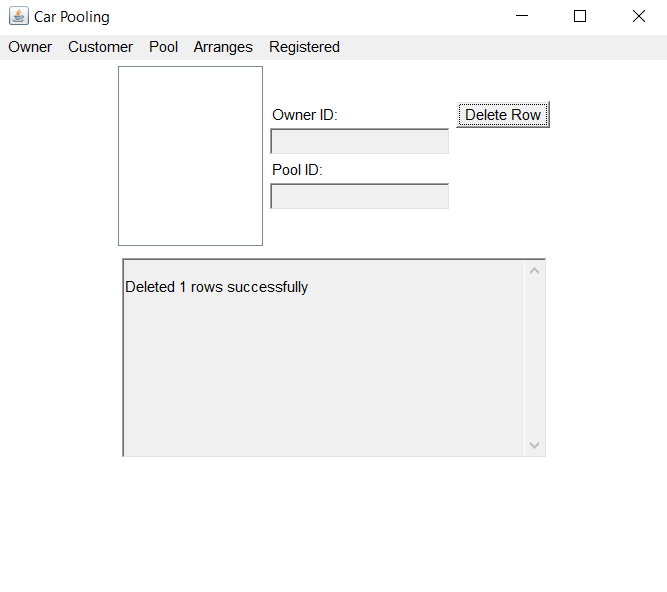 Car Pooling
Owner Customer Pool Arranges Registered
Owner ID:
Delete Row
Pool ID:
Deleted 1 rows successfully